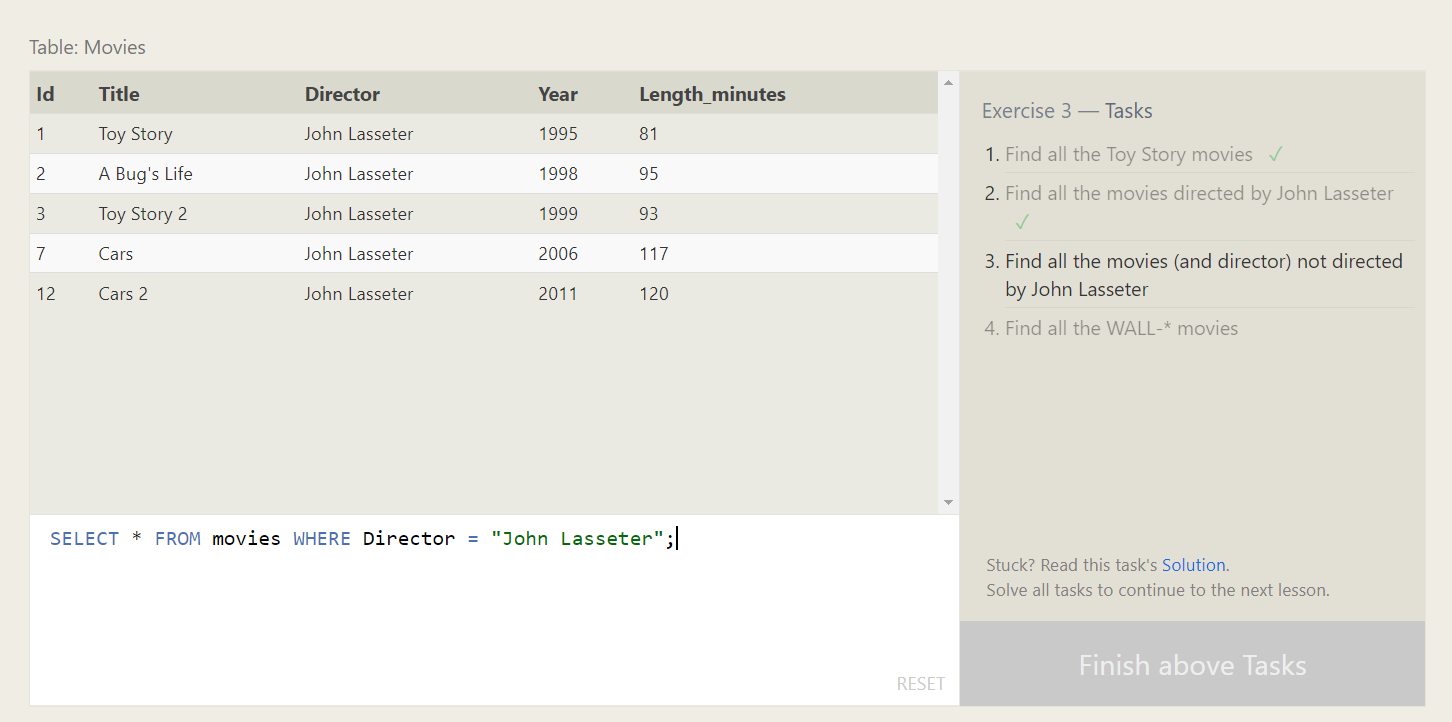 Table: Movies
Id Title Director Year Length_minutes
1 Toy Story John Lasseter 1995 81
2 A Bug's Life John Lasseter 1998 95
3 Toy Story 2 John Lasseter 1999 93
7 Cars John Lasseter 2006 117
12 Cars 2 John Lasseter 2011 120
SELECT * FROM movies WHERE Director = "John Lasseter";
RESET
Exercise 3 — Tasks
1. Find all the Toy Story movies ✓
2. Find all the movies directed by John Lasseter
✓
3. Find all the movies (and director) not directed
by John Lasseter
4. Find all the WALL-* movies
Stuck? Read this task's Solution.
Solve all tasks to continue to the next lesson.
Finish above Tasks